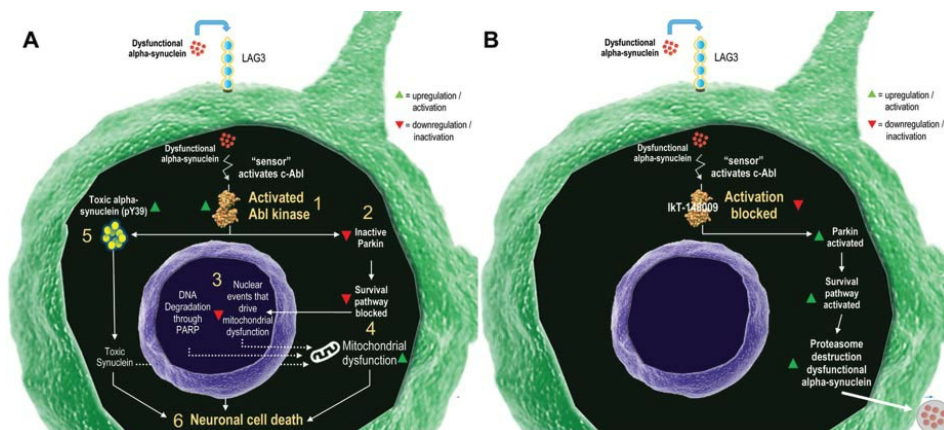 A
Dysfunctional
alpha-synuclein
LAG3
= upregulation /
activation
= downregulation /
inactivation
Dysfunctional
alpha-synuclein
"sensor"
activates c-Abl
Toxic alpha-
synuclein (pY39)
Activated
Abl kinase
1
2
Inactive
Parkin
5
3
Nuclear
events that
drive
mitochondrial
dysfunction)
DNA
Degradation
through
PARP
Survival
pathway
blocked
4
Mitochondrial
dysfunction
Toxic
Synuclein
6 Neuronal cell death
B
Dysfunctional
alpha-synuclein
LAG3
= upregulation /
activation
= downregulation /
inactivation
Dysfunctional
alpha-synuclein
"sensor"
activates c-Abl
IkT-148009
Activation
blocked
Parkin
activated
Survival
pathway
activated
Proteasome
destruction
dysfunctional
alpha-synuclein